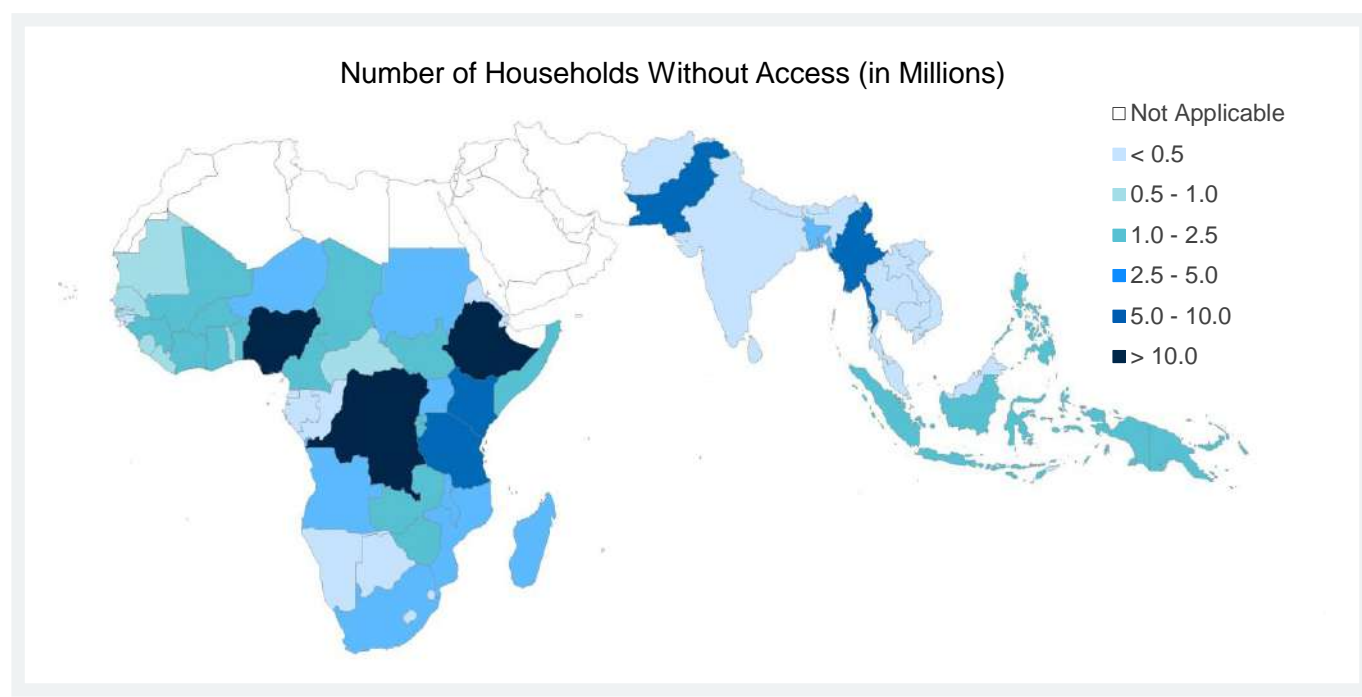 Number of Households Without Access (in Millions)
Not Applicable
< 0.5
0.5 - 1.0
1.0 - 2.5
2.5 - 5.0
5.0 - 10.0
> 10.0